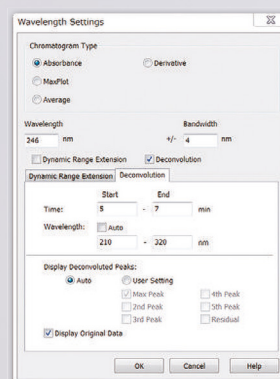 Wavelength Settings
Chromatogram Type
Absorbance Derivative
MaxPlot
Average
Wavelength Bandwidth
246 nm +/- 4 nm
Dynamic Range Extension Deconvolution
Dynamic Range Extension Deconvolution
Start End
Time: 5 - 7 min
Wavelength: Auto
210 - 320 nm
Display Deconvoluted Peaks:
Auto User Setting
Max Peak 4th Peak
2nd Peak 5th Peak
3rd Peak Residual
Display Original Data
OK Cancel Help